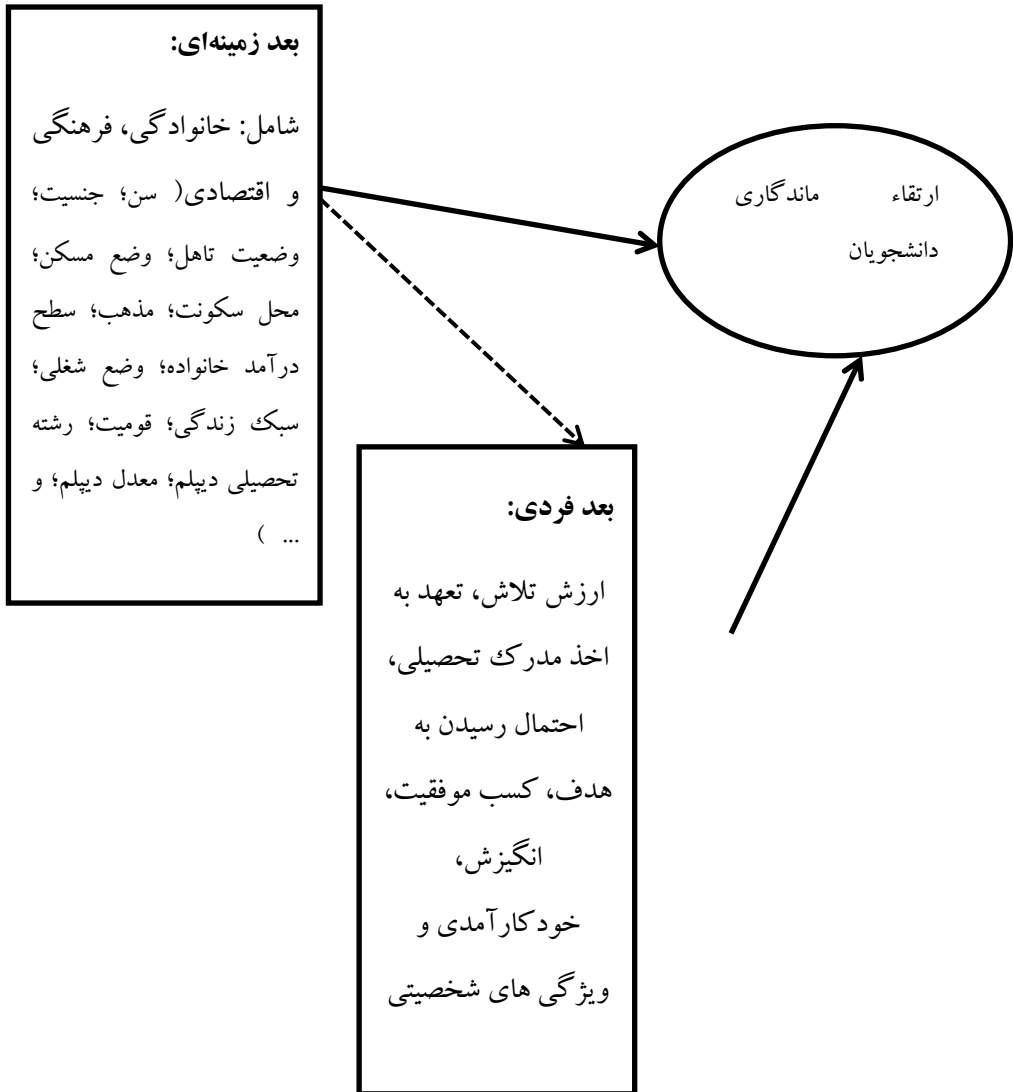 بعد زمینه‌ای:
شامل: خانوادگی، فرهنگی
و اقتصادی( سن؛ جنسیت؛
وضعیت تاهل؛ وضع مسکن؛
محل سکونت؛ مذهب؛ سطح
درآمد خانواده؛ وضع شغلی؛
سبک زندگی؛ قومیت؛ رشته
تحصیلی دیپلم؛ معدل دیپلم؛ و
... )
ارتقاء ماندگاری
دانشجویان
بعد فردی:
ارزش تلاش، تعهد به
اخذ مدرک تحصیلی،
احتمال رسیدن به
هدف، کسب موفقیت،
انگیزش،
خودکارآمدی و
ویژگی های شخصیتی